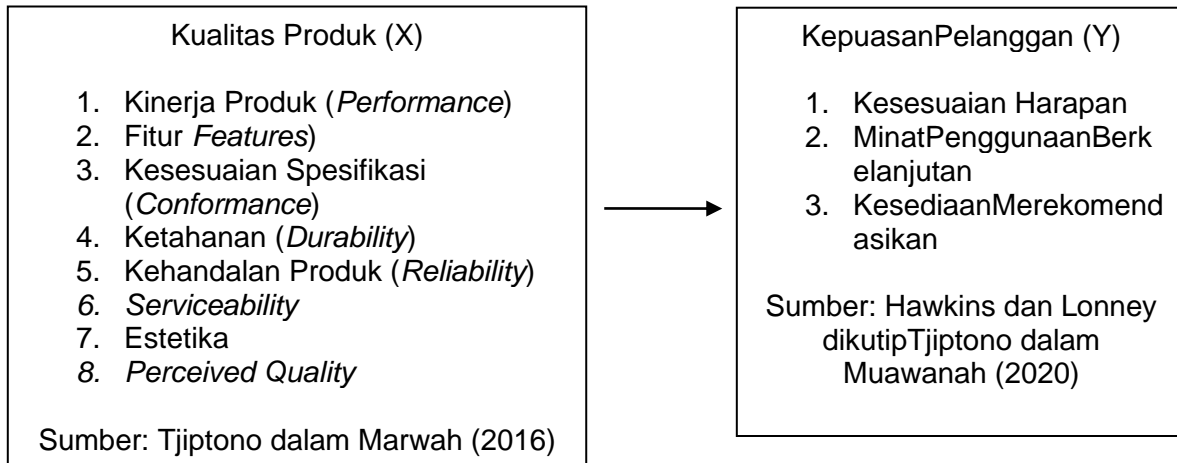 Kualitas Produk (X)
1. Kinerja Produk (Performance)
2. Fitur Features)
3. Kesesuaian Spesifikasi
(Conformance)
4. Ketahanan (Durability)
5. Kehandalan Produk (Reliability)
6. Serviceability
7. Estetika
8. Perceived Quality
Sumber: Tjiptono dalam Marwah (2016)
KepuasanPelanggan (Y)
1. Kesesuaian Harapan
2. MinatPenggunaanBerk
elanjutan
3. KesediaanMerekomend
asikan
Sumber: Hawkins dan Lonney
dikutipTjiptono dalam
Muawanah (2020)